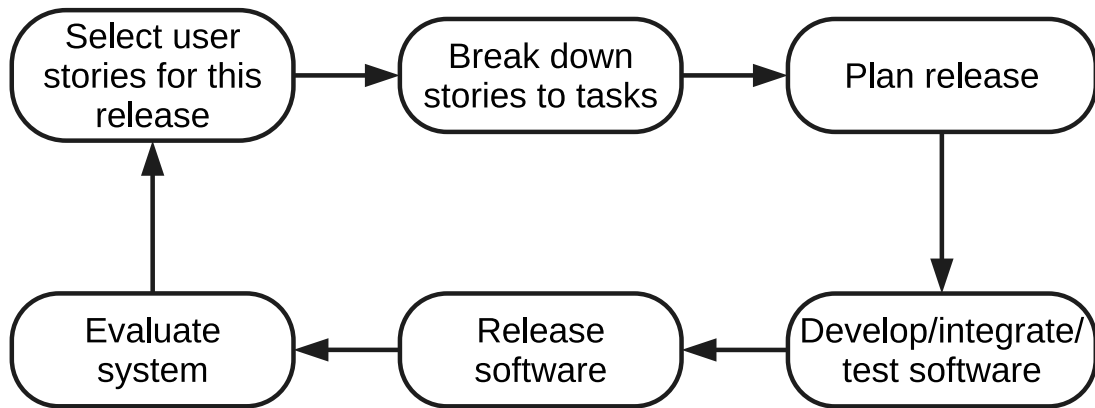 Select user
stories for this
release
Break down
stories to tasks
Plan release
Evaluate
system
Release
software
Develop/integrate/
test software